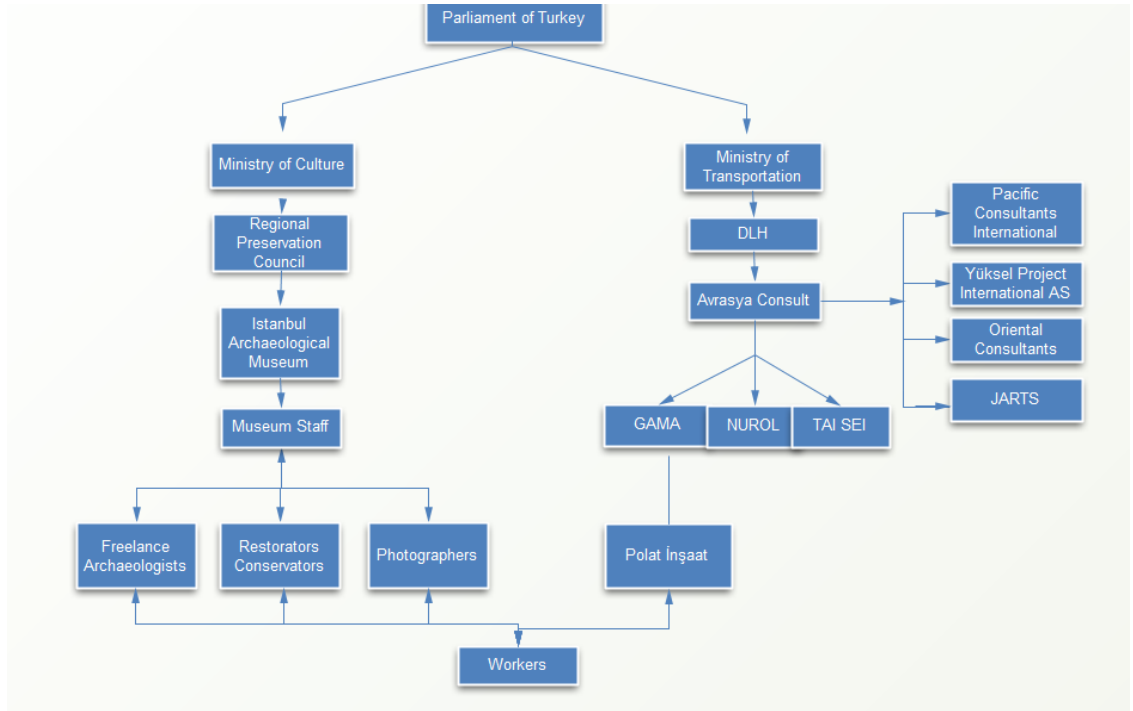 Parliament of Turkey
Ministry of Culture
Ministry of
Transportation
Regional
Preservation
Council
DLH
Pacific
Consultants
International
Yüksel Project
International AS
Avrasya Consult
Istanbul
Archaeological
Museum
Oriental
Consultants
JARTS
Museum Staff
GAMA
NUROL
TAI SEI
Freelance
Archaeologists
Restorators
Conservators
Photographers
Polat İnşaat
Workers